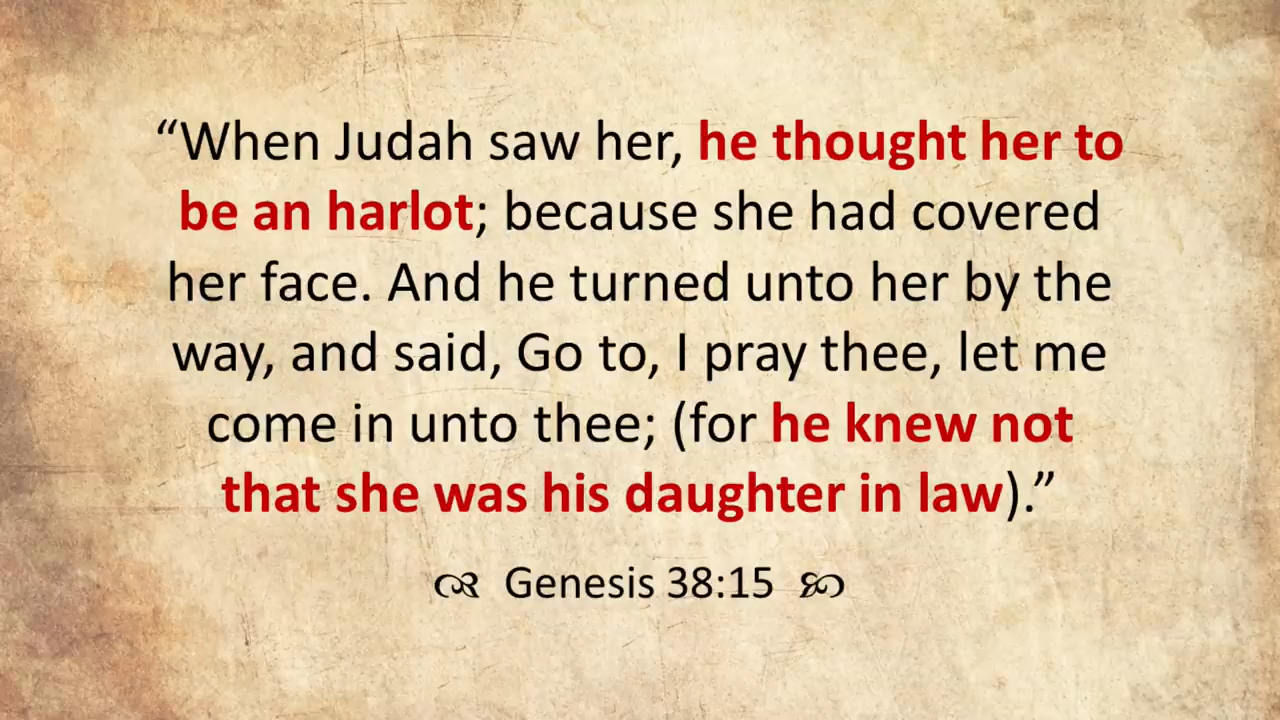 “When Judah saw her, he thought her to
be an harlot; because she had covered
her face. And he turned unto her by the
way, and said, Go to, I pray thee, let me
come in unto thee; (for he knew not
that she was his daughter in law).”
Genesis 38:15